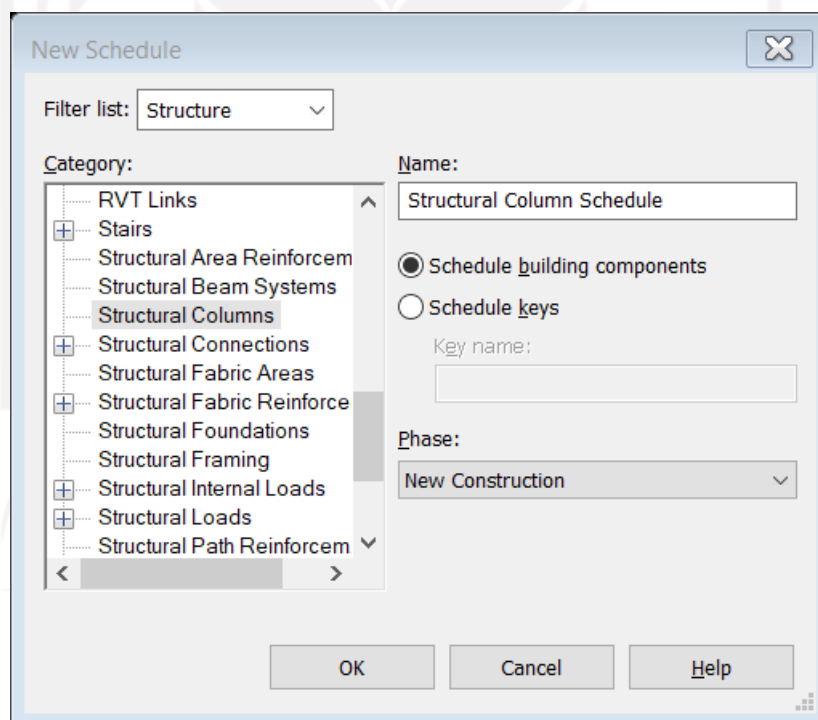 New Schedule
Filter list:
Structure
Category:
RVT Links
Stairs
Structural Area Reinforcem
Structural Beam Systems
Structural Columns
Structural Connections
Structural Fabric Areas
Structural Fabric Reinforce
Structural Foundations
Structural Framing
Structural Internal Loads
Structural Loads
Structural Path Reinforcem
Name:
Structural Column Schedule
Schedule building components
Schedule keys
Key name:
Phase:
New Construction
OK
Cancel
Help